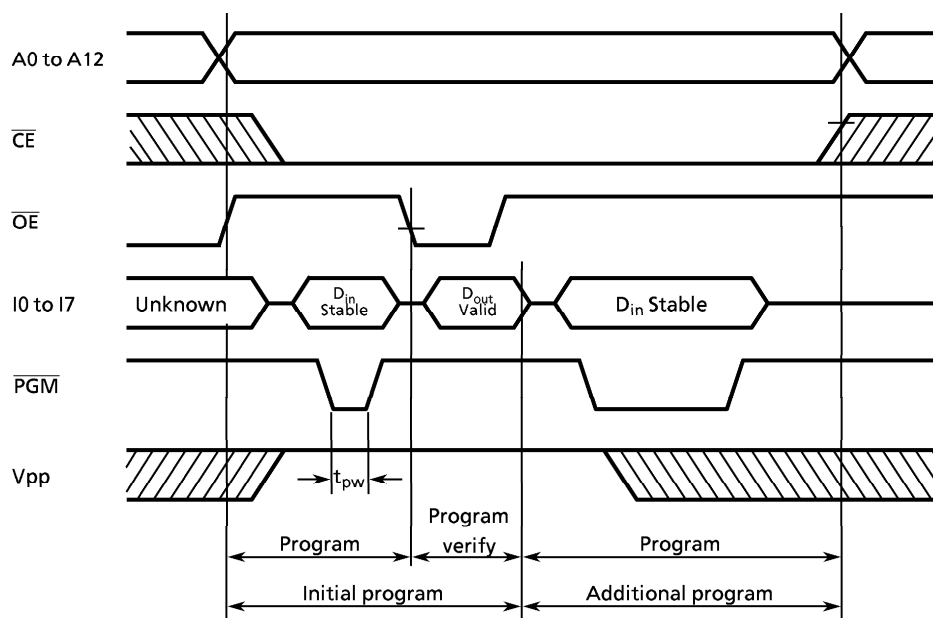 A0 to A12
CE
OE
I0 to I7
Unknown
Din
Stable
Dout
Valid
Din Stable
PGM
Vpp
tpw
Program
Program
verify
Program
Initial program
Additional program